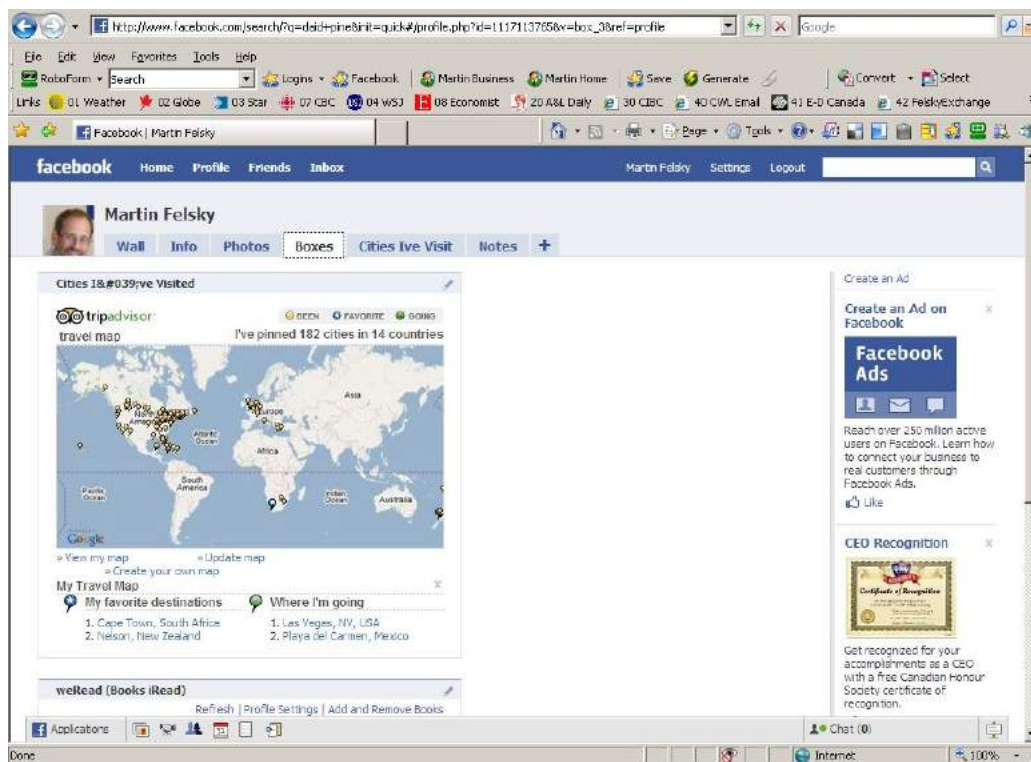 http://www.facebook.com/search/?q=daid+pine&init=quick#/profile.php?id=1117113765&v=box_3&ref=profile
Google
File Edit View Favorites Tools Help
RoboForm Search Logins Facebook Martin Business Martin Home Save Generate Convert Select
Links 01 Weather 02 Globe 03 Star 07 CBC 04 WSJ 08 Economist 20 A&L Daily 30 CIBC 40 CWL Email 41 E-D Canada 42 FelskyExchange
Facebook | Martin Felsky Page Tools
facebook Home Profile Friends Inbox Martin Felsky Settings Logout
Martin Felsky
Wall Info Photos Boxes Cities Ive Visit Notes +
Cities I&#039;ve Visited
tripadvisor BEEN FAVORITE GOING
travel map I've pinned 182 cities in 14 countries
Asia
North America
Europe
Atlantic Ocean
Africa
South America
Pacific Ocean
Indian Ocean
Australia
Google
» View my map » Update map
» Create your own map
My Travel Map x
My favorite destinations Where I'm going
1. Cape Town, South Africa 1. Las Vegas, NV, USA
2. Nelson, New Zealand 2. Playa del Carmen, Mexico
weRead (Books iRead)
Refresh | Profile Settings | Add and Remove Books
Create an Ad
Create an Ad on x
Facebook
Facebook
Ads
Reach over 250 million active
users on Facebook. Learn how
to connect your business to
real customers through
Facebook Ads.
Like
CEO Recognition x
Certificate of Recognition
Get recognized for your
accomplishments as a CEO
with a free Canadian Honour
Society certificate of
recognition.
Applications 31 Chat (0)
Done Internet 100%